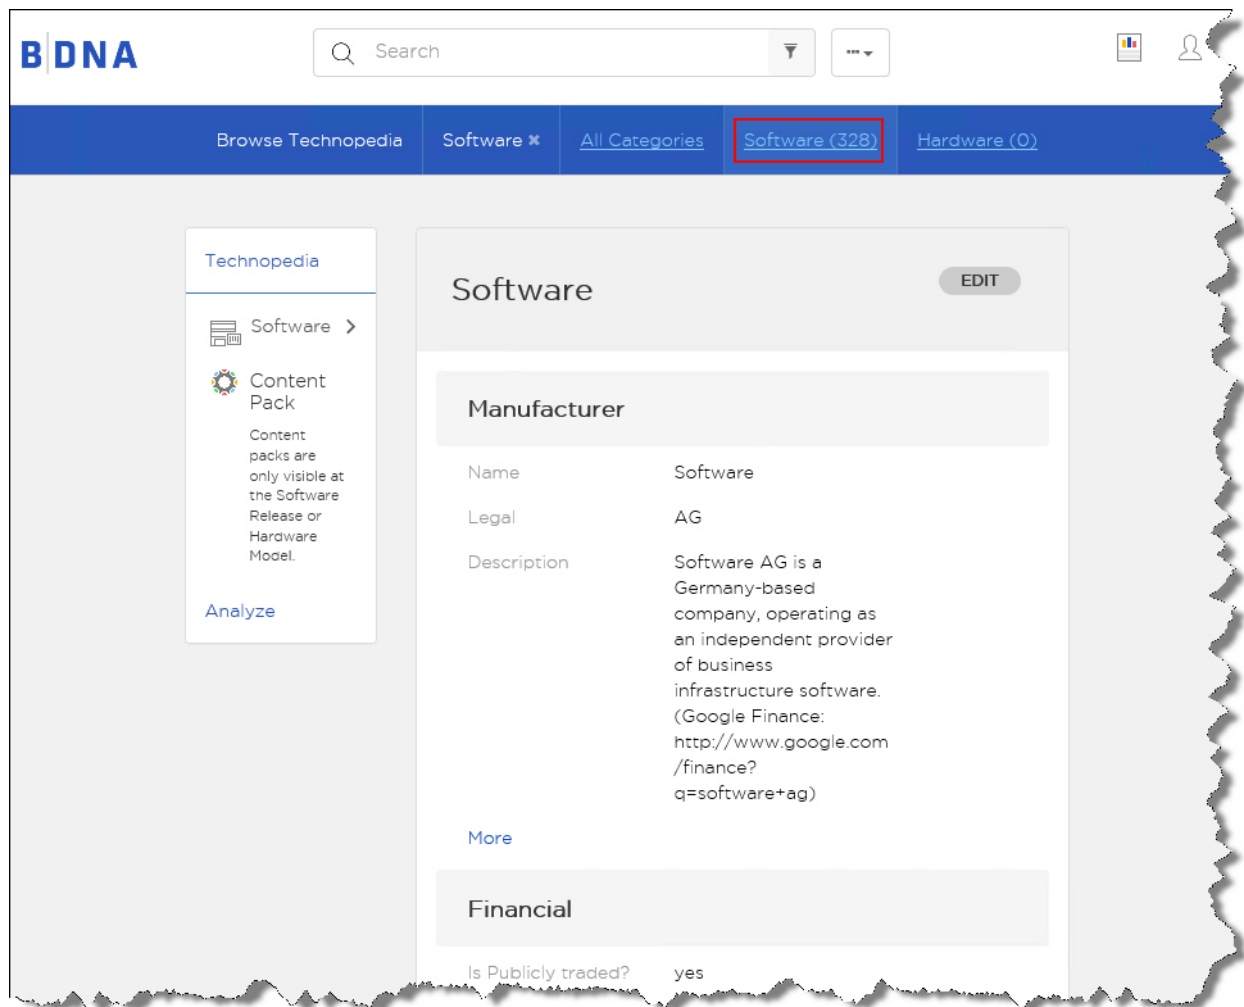 BDNA
Search
Browse Technopedia
Software ×
All Categories
Software (328)
Hardware (0)
Technopedia
Software >
Content
Pack
Content
packs are
only visible at
the Software
Release or
Hardware
Model.
Analyze
Software
EDIT
Manufacturer
Name Software
Legal AG
Description Software AG is a
Germany-based
company, operating as
an independent provider
of business
infrastructure software.
(Google Finance:
http://www.google.com
/finance?
q=software+ag)
More
Financial
Is Publicly traded? yes